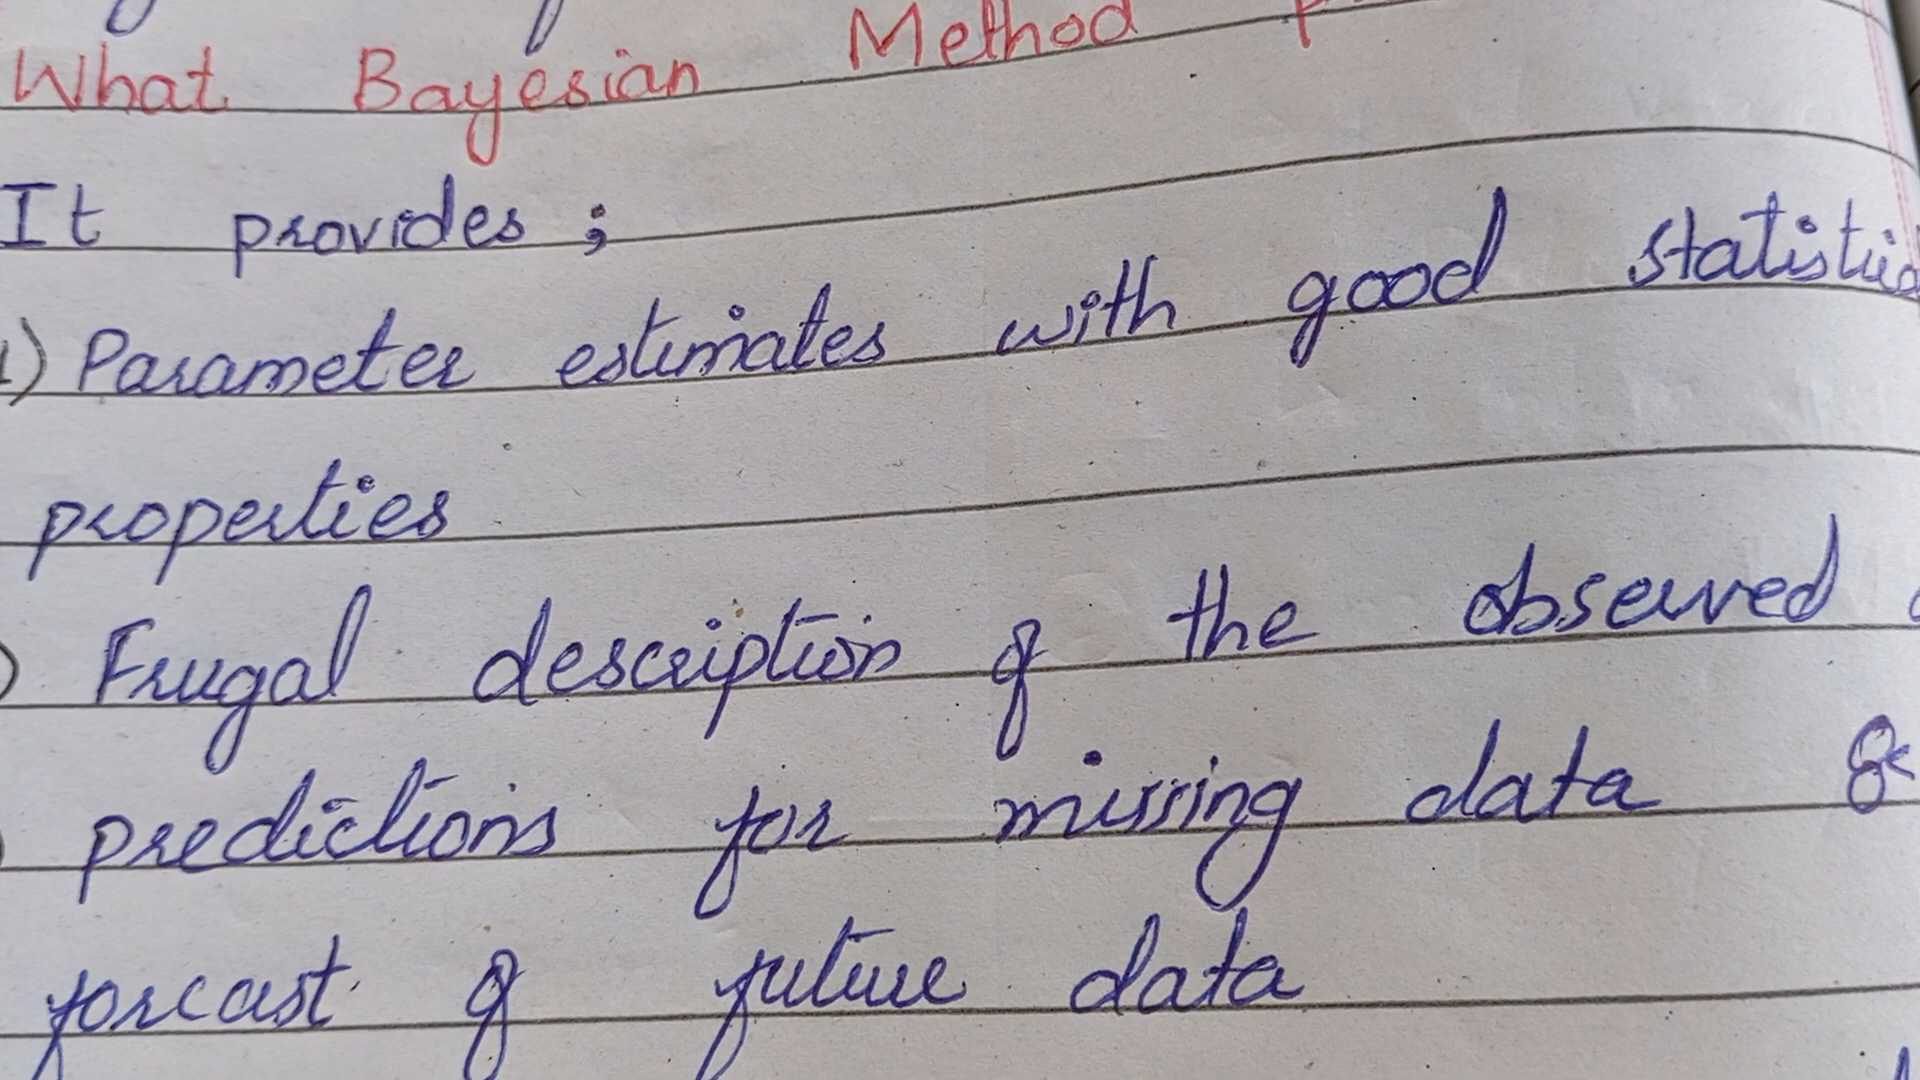 What Bayesian Method
It provides ;
1) Parameter estimates with good
properties
) Frugal description of the observed
) predictions for missing data &
forcast of future data